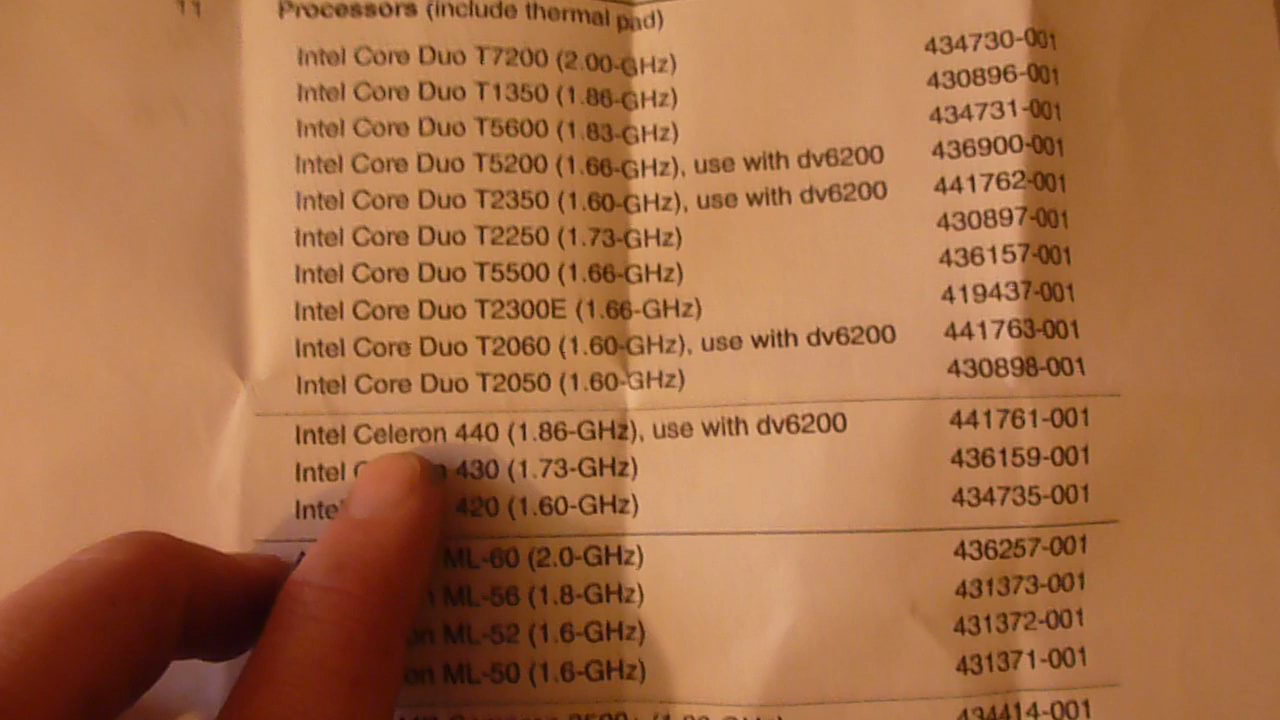 11 Processors (include thermal pad)
Intel Core Duo T7200 (2.00-GHz) 434730-001
Intel Core Duo T1350 (1.86-GHz) 430896-001
Intel Core Duo T5600 (1.83-GHz) 434731-001
Intel Core Duo T5200 (1.66-GHz), use with dv6200 436900-001
Intel Core Duo T2350 (1.60-GHz), use with dv6200 441762-001
Intel Core Duo T2250 (1.73-GHz) 430897-001
Intel Core Duo T5500 (1.66-GHz) 436157-001
Intel Core Duo T2300E (1.66-GHz) 419437-001
Intel Core Duo T2060 (1.60-GHz), use with dv6200 441763-001
Intel Core Duo T2050 (1.60-GHz) 430898-001
Intel Celeron 440 (1.86-GHz), use with dv6200 441761-001
Intel 430 (1.73-GHz) 436159-001
420 (1.60-GHz) 434735-001
ML-60 (2.0-GHz) 436257-001
ML-56 (1.8-GHz) 431373-001
ML-52 (1.6-GHz) 431372-001
ML-50 (1.6-GHz) 431371-001
434414-001